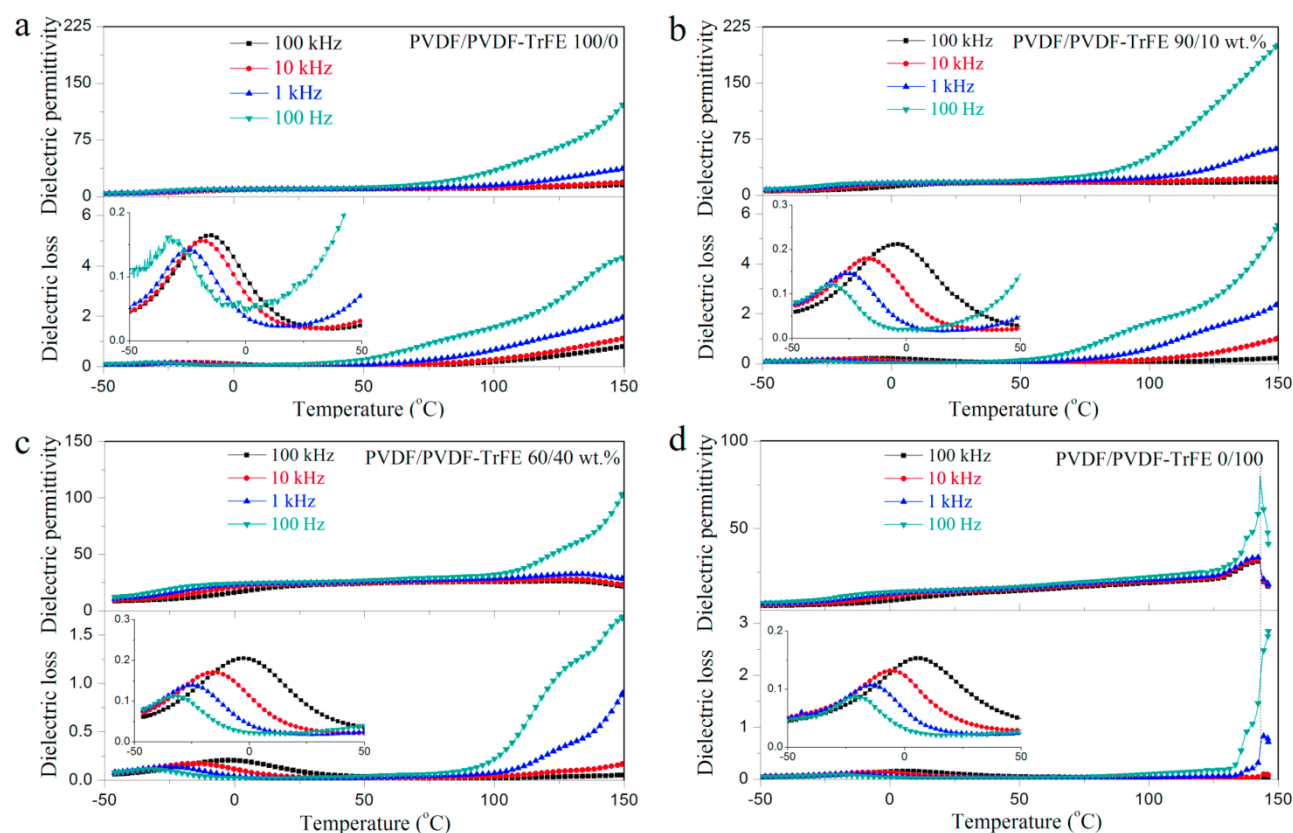 a
225
150
75
0
Dielectric permittivity
100 kHz
10 kHz
1 kHz
100 Hz
PVDF/PVDF-TrFE 100/0
6
4
2
0
Dielectric loss
0.2
0.1
0.0
-50
0
50
-50
0
50
100
150
Temperature (°C)
b
225
150
75
0
Dielectric permittivity
100 kHz
10 kHz
1 kHz
100 Hz
PVDF/PVDF-TrFE 90/10 wt.%
6
4
2
0
Dielectric loss
0.3
0.2
0.1
0.0
-50
0
50
-50
0
50
100
150
Temperature (°C)
c
150
100
50
0
Dielectric permittivity
100 kHz
10 kHz
1 kHz
100 Hz
PVDF/PVDF-TrFE 60/40 wt.%
1.5
1.0
0.5
0.0
Dielectric loss
0.3
0.2
0.1
0.0
0
50
-50
0
50
100
150
Temperature (°C)
d
100
50
0
Dielectric permittivity
100 kHz
10 kHz
1 kHz
100 Hz
PVDF/PVDF-TrFE 0/100
3
2
1
0
Dielectric loss
0.2
0.1
0.0
-50
0
50
-50
0
50
100
150
Temperature (°C)